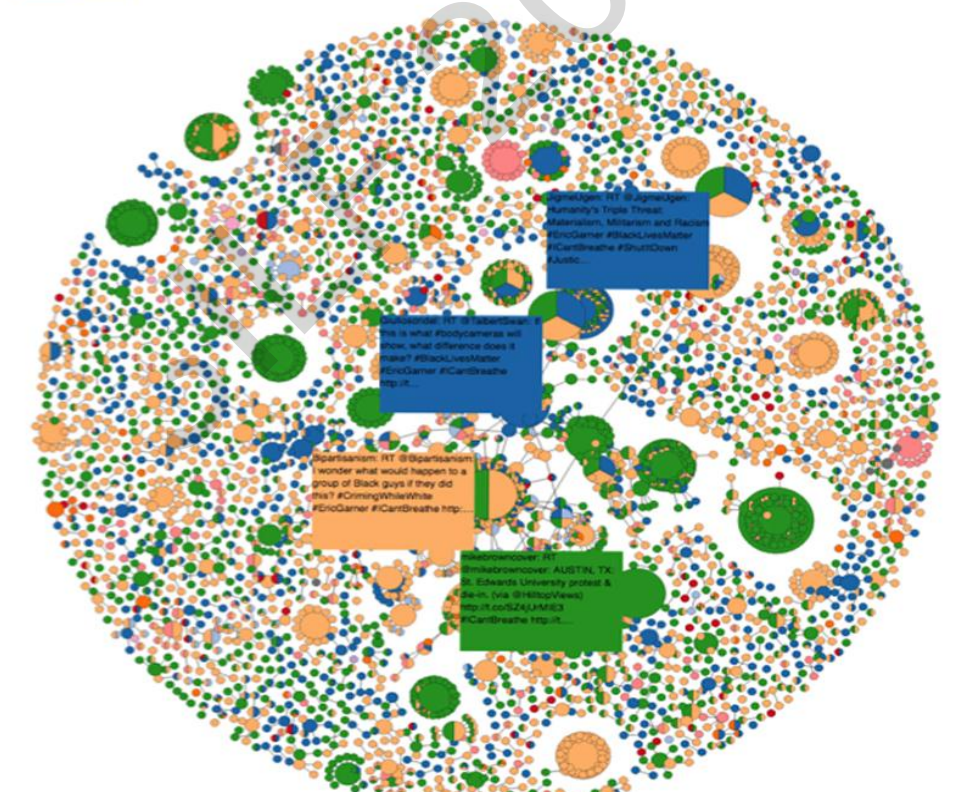 JigmeUgen: RT @JigmeUgen:
Humanity's Triple Threat:
Materialism, Militarism and Racism
#EricGarner #BlackLivesMatter
#ICantBreathe #ShutItDown
#Justic...
RT @TalbertSwan: If
this is what #bodycameras will
show, what difference does it
make? #BlackLivesMatter
#EricGarner #ICantBreathe
http://t...
Bipartisanism: RT @Bipartisanism:
I wonder what would happen to a
group of Black guys if they did
this? #CrimingWhileWhite
#EricGarner #ICantBreathe http:...
mikebrowncover: RT
@mikebrowncover: AUSTIN, TX:
St. Edwards University protest &
die-in. (via @HilltopViews)
#ICantBreathe http://t...